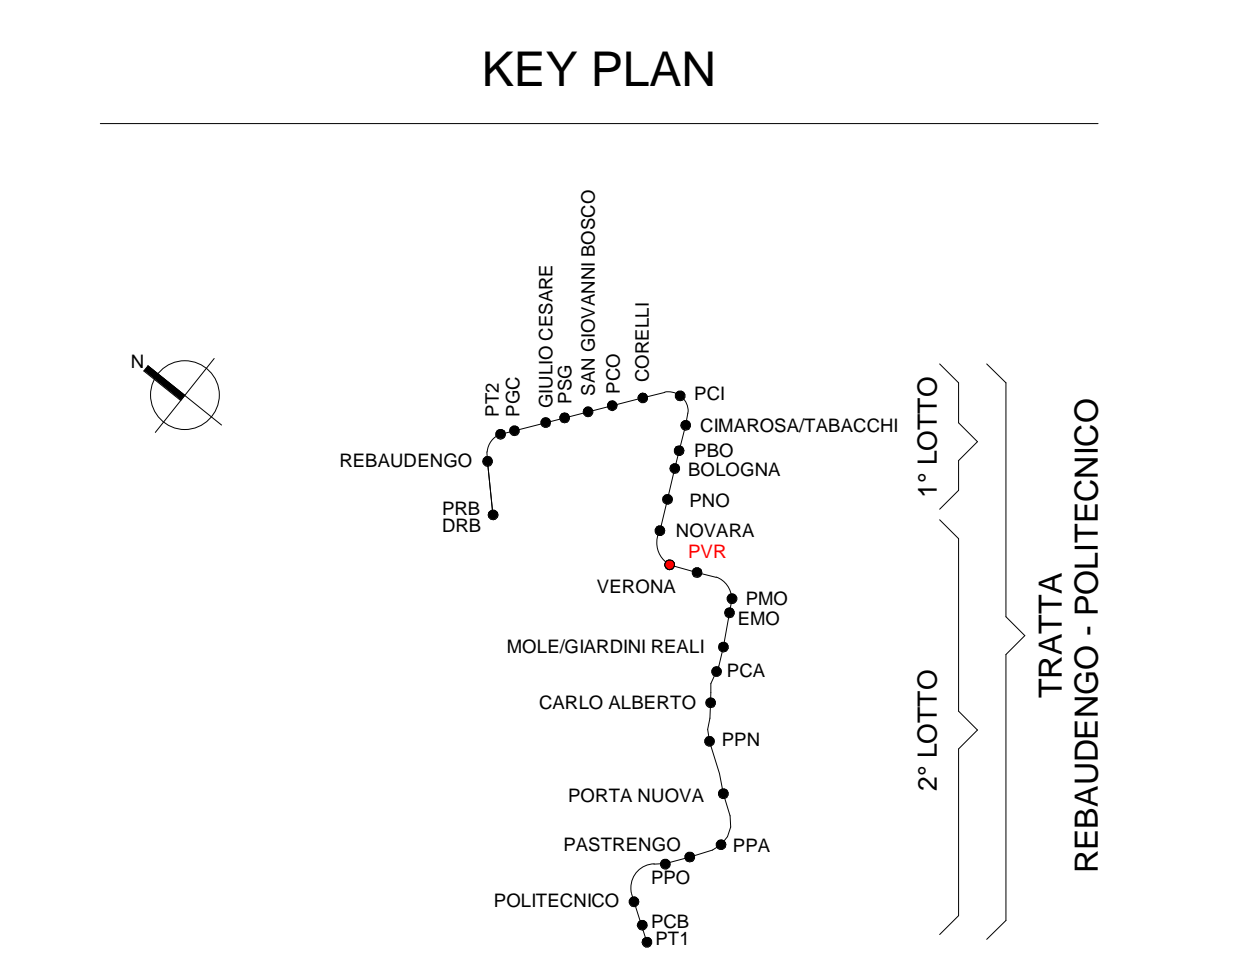 KEY PLAN
N
PT2
PGC
GIULIO CESARE
PSG
SAN GIOVANNI BOSCO
PCO
CORELLI
PCI
CIMAROSA/TABACCHI
REBAUDENGO
PBO
BOLOGNA
PRB
DRB
PNO
NOVARA
PVR
VERONA
PMO
EMO
MOLE/GIARDINI REALI
PCA
CARLO ALBERTO
PPN
PORTA NUOVA
PASTRENGO
PPA
PPO
POLITECNICO
PCB
PT1
1° LOTTO
2° LOTTO
TRATTA
REBAUDENGO - POLITECNICO